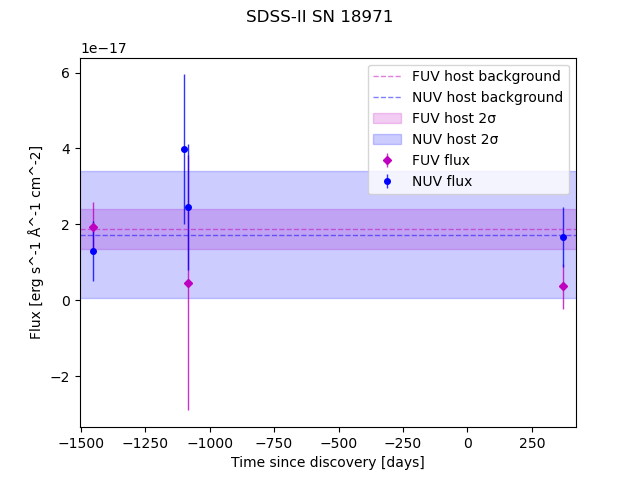 SDSS-II SN 18971
1e−17
FUV host background
NUV host background
FUV host 2σ
NUV host 2σ
FUV flux
NUV flux
6
4
2
0
−2
Flux [erg s^-1 Å^-1 cm^-2]
−1500 −1250 −1000 −750 −500 −250 0 250
Time since discovery [days]